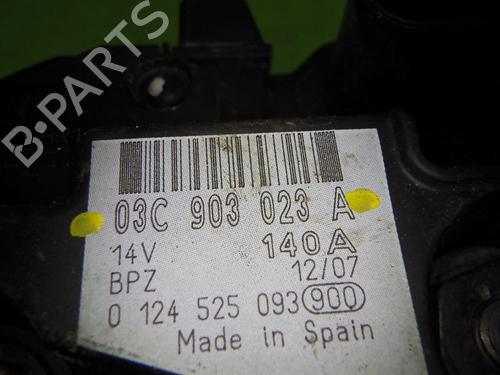 B-PARTS
03C 903 023 A
14V 140A
BPZ 12/07
0 124 525 093 900
Made in Spain